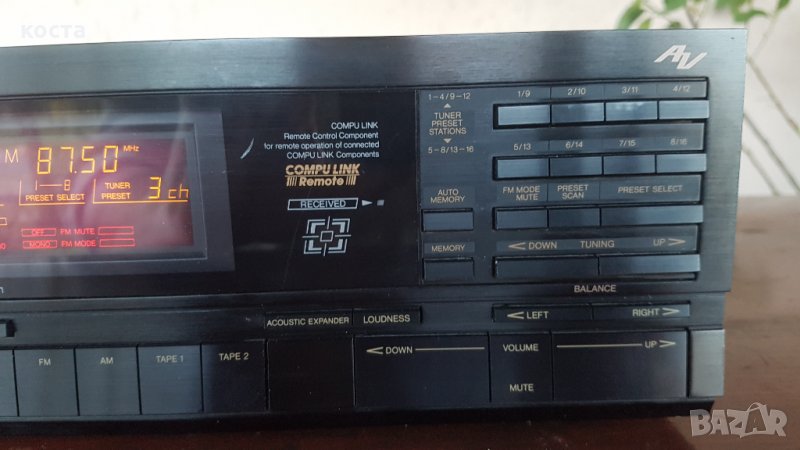 коста
AV
COMPU LINK
Remote Control Component
for remote operation of connected
COMPU LINK Components
COMPU LINK
Remote
RECEIVED
M 87.50 MHz
1—8
PRESET SELECT
TUNER
PRESET
3 ch
OFF FM MUTE
MONO FM MODE
1-4/9-12
TUNER
PRESET
STATIONS
5-8/13-16
1/9 2/10 3/11 4/12
5/13 6/14 7/15 8/16
AUTO
MEMORY
FM MODE
MUTE
PRESET
SCAN
PRESET SELECT
MEMORY
DOWN TUNING UP
BALANCE
LEFT RIGHT
ACOUSTIC EXPANDER LOUDNESS
FM AM TAPE 1 TAPE 2
DOWN VOLUME UP
MUTE
BAZAR